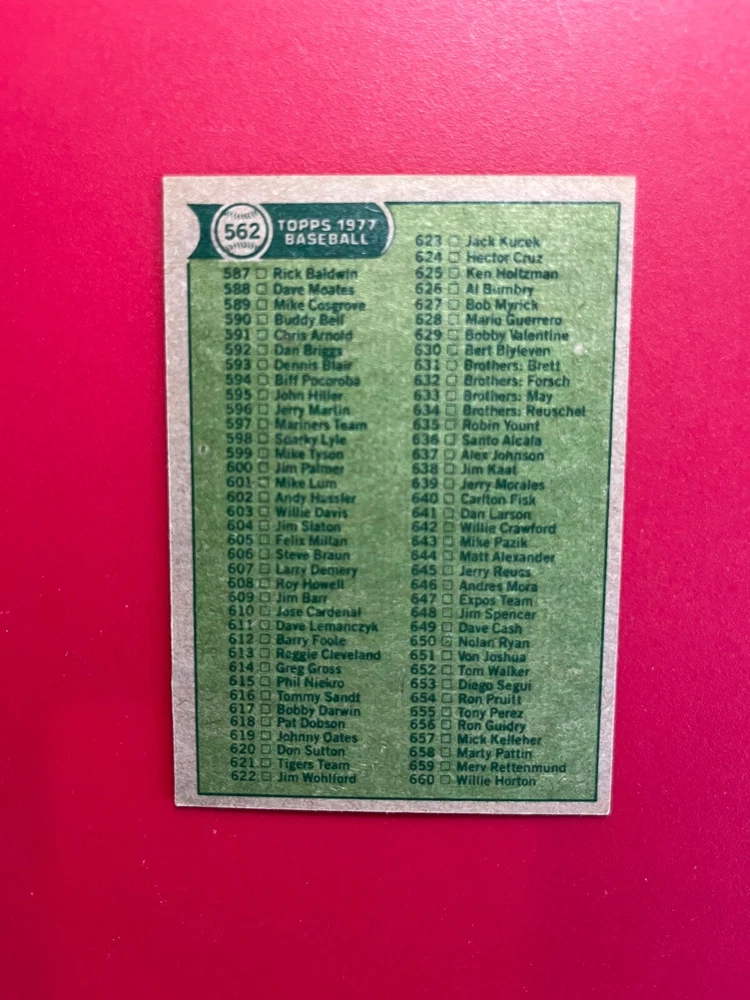 562
TOPPS 1977
BASEBALL
587 Rick Baldwin
588 Dave Moates
589 Mike Cosgrove
590 Buddy Bell
591 Chris Arnold
592 Dan Briggs
593 Dennis Blair
594 Biff Pocoroba
595 John Hiller
596 Jerry Martin
597 Mariners Team
598 Sparky Lyle
599 Mike Tyson
600 Jim Palmer
601 Mike Lum
602 Andy Hassler
603 Willie Davis
604 Jim Slaton
605 Felix Millan
606 Steve Braun
607 Larry Demery
608 Roy Howell
609 Jim Barr
610 Jose Cardenal
611 Dave Lemanczyk
612 Barry Foote
613 Reggie Cleveland
614 Greg Gross
615 Phil Niekro
616 Tommy Sandt
617 Bobby Darwin
618 Pat Dobson
619 Johnny Oates
620 Don Sutton
621 Tigers Team
622 Jim Wohlford
623 Jack Kucek
624 Hector Cruz
625 Ken Holtzman
626 Al Bumbry
627 Bob Myrick
628 Mario Guerrero
629 Bobby Valentine
630 Bert Blyleven
631 Brothers: Brett
632 Brothers: Forsch
633 Brothers: May
634 Brothers: Reuschel
635 Robin Yount
636 Santo Alcala
637 Alex Johnson
638 Jim Kaat
639 Jerry Morales
640 Carlton Fisk
641 Dan Larson
642 Willie Crawford
643 Mike Pazik
644 Matt Alexander
645 Jerry Reuss
646 Andres Mora
647 Expos Team
648 Jim Spencer
649 Dave Cash
650 Nolan Ryan
651 Von Joshua
652 Tom Walker
653 Diego Segui
654 Ron Pruitt
655 Tony Perez
656 Ron Guidry
657 Mick Kelleher
658 Marty Pattin
659 Merv Rettenmund
660 Willie Horton